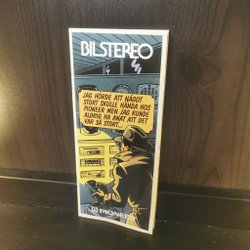 BILSTEREO
JAG HÖRDE ATT NÅGOT
STORT SKULLE HÄNDA HOS
PIONEER MEN JAG KUNDE
ALDRIG HA ANAT ATT DET
VAR SÅ STORT...
PIONEER